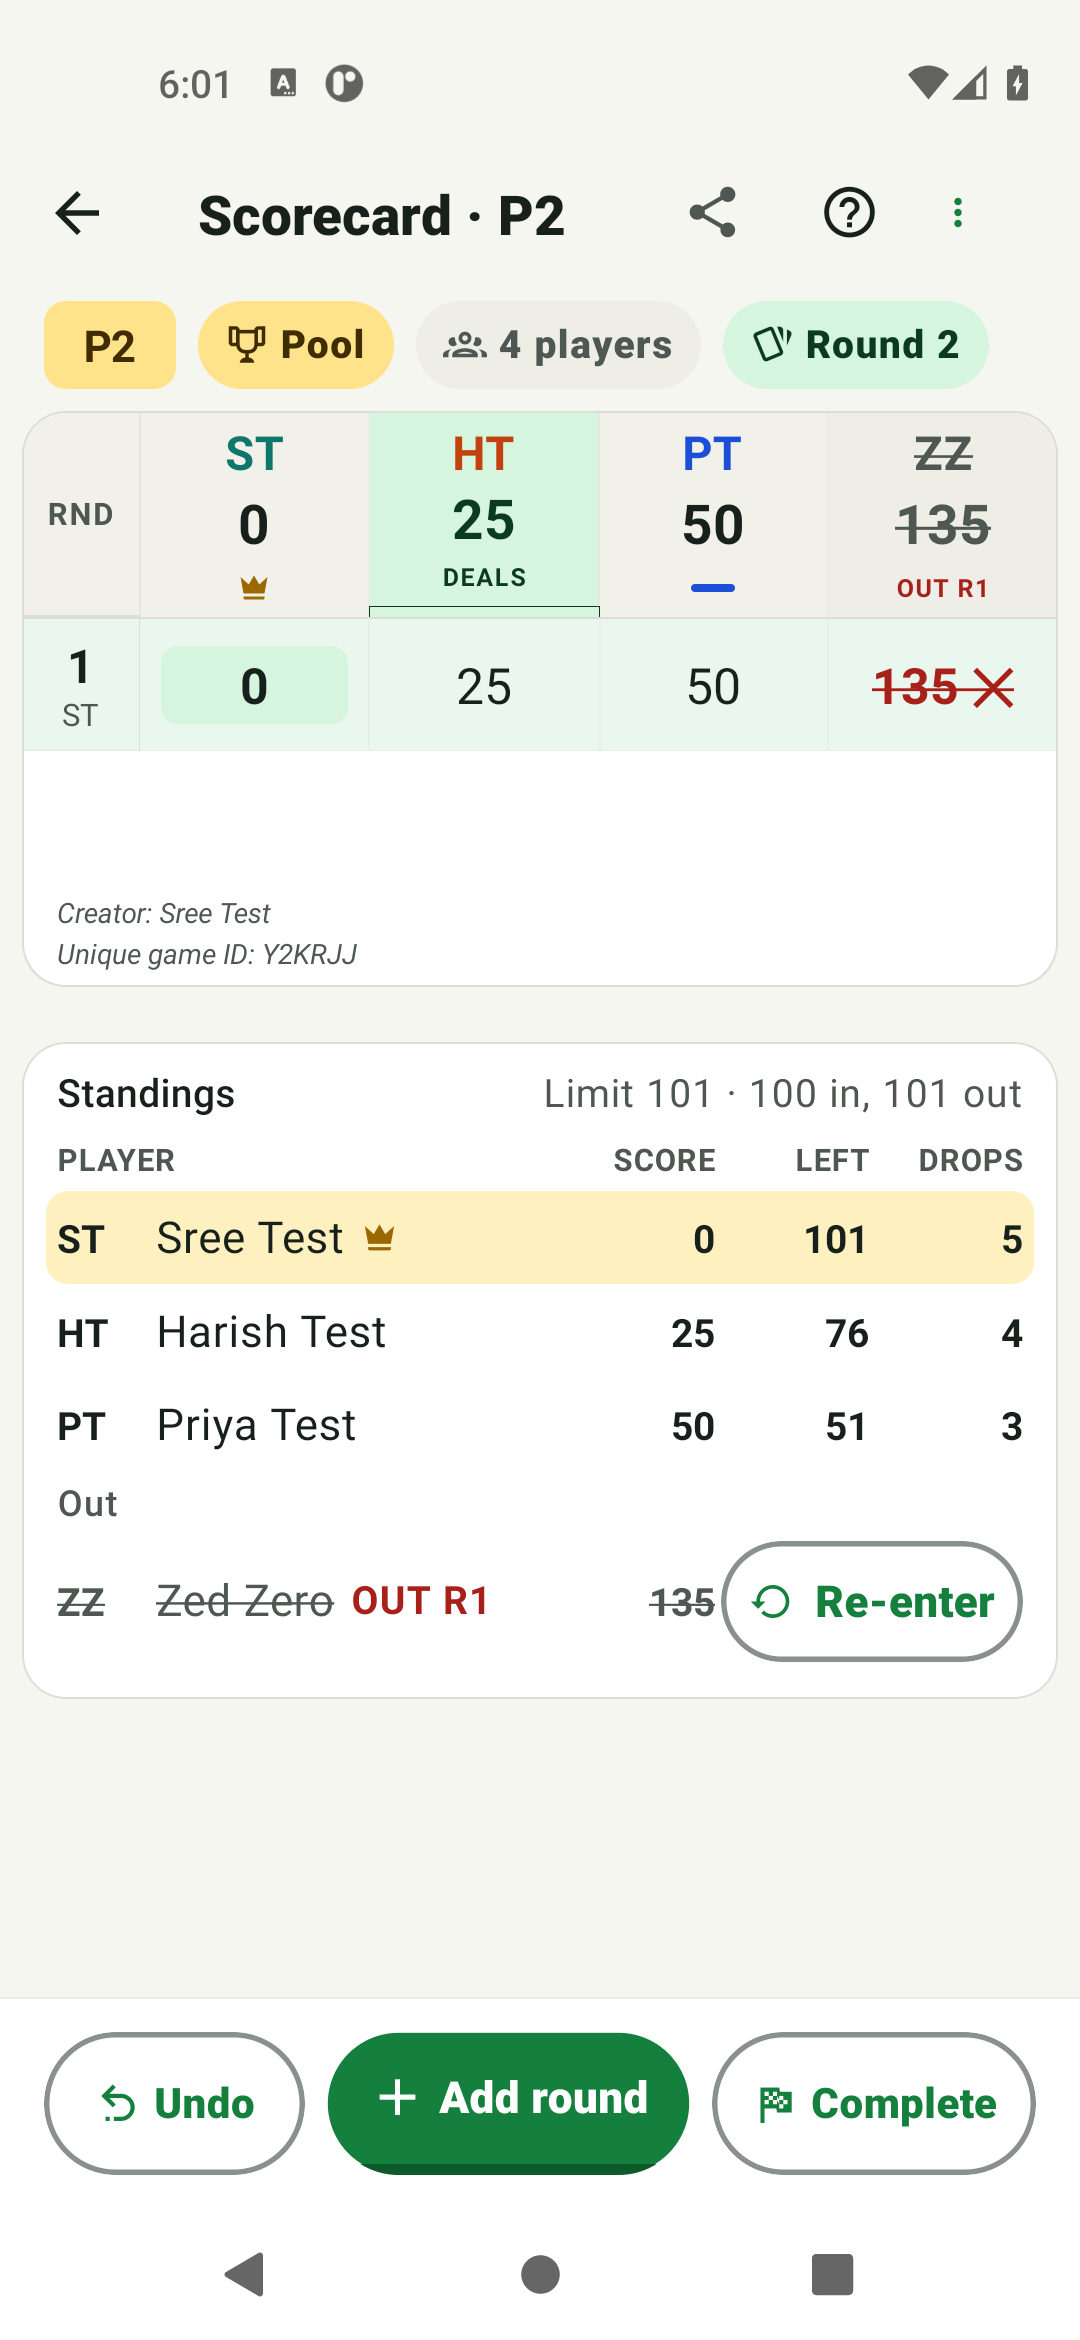 6:01
Scorecard · P2
P2 Pool 4 players Round 2
RND ST HT PT ZZ
0 25 50 135
DEALS OUT R1
1 0 25 50 135
ST
Creator: Sree Test
Unique game ID: Y2KRJJ
Standings Limit 101 · 100 in, 101 out
PLAYER SCORE LEFT DROPS
ST Sree Test 0 101 5
HT Harish Test 25 76 4
PT Priya Test 50 51 3
Out
ZZ Zed Zero OUT R1 135 Re-enter
Undo Add round Complete